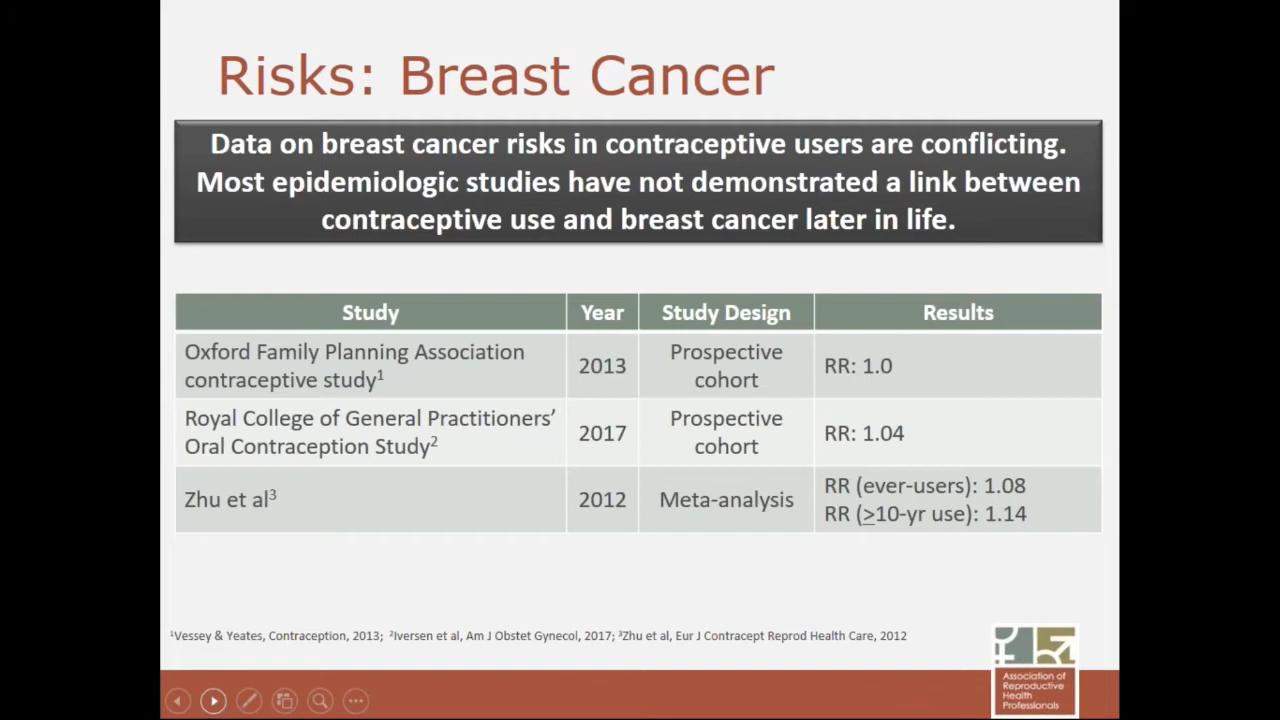 Risks: Breast Cancer
Data on breast cancer risks in contraceptive users are conflicting.
Most epidemiologic studies have not demonstrated a link between
contraceptive use and breast cancer later in life.
Study Year Study Design Results
Oxford Family Planning Association
contraceptive study¹
2013
Prospective
cohort
RR: 1.0
Royal College of General Practitioners’
Oral Contraception Study²
2017
Prospective
cohort
RR: 1.04
Zhu et al³
2012
Meta-analysis
RR (ever-users): 1.08
RR (≥10-yr use): 1.14
¹Vessey & Yeates, Contraception, 2013; ²Iversen et al, Am J Obstet Gynecol, 2017; ³Zhu et al, Eur J Contracept Reprod Health Care, 2012
Association of
Reproductive
Health
Professionals